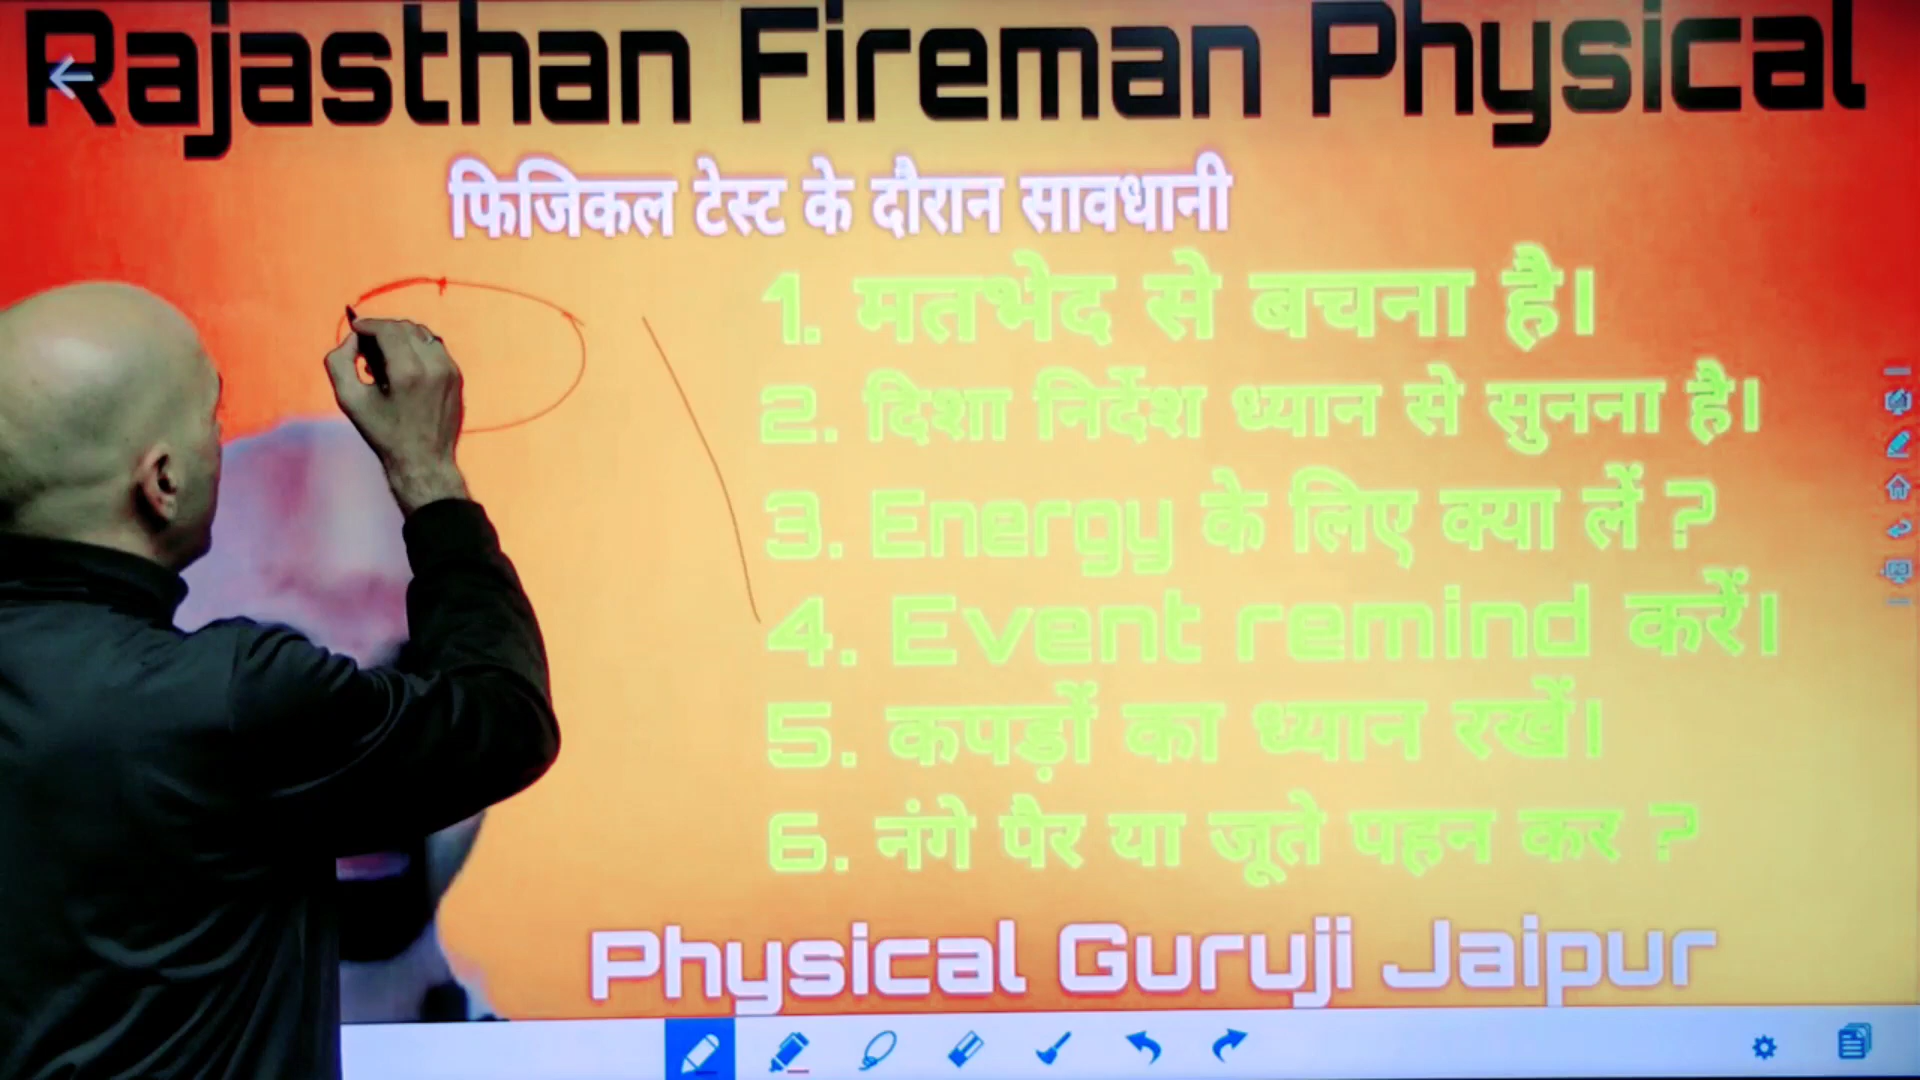 Rajasthan Fireman Physical
फिजिकल टेस्ट के दौरान सावधानी
1. मतभेद से बचना है।
2. दिशा निर्देश ध्यान से सुनना है।
3. Energy के लिए क्या लें ?
4. Event remind करें।
5. कपड़ों का ध्यान रखें।
6. नंगे पैर या जूते पहन कर ?
Physical Guruji Jaipur